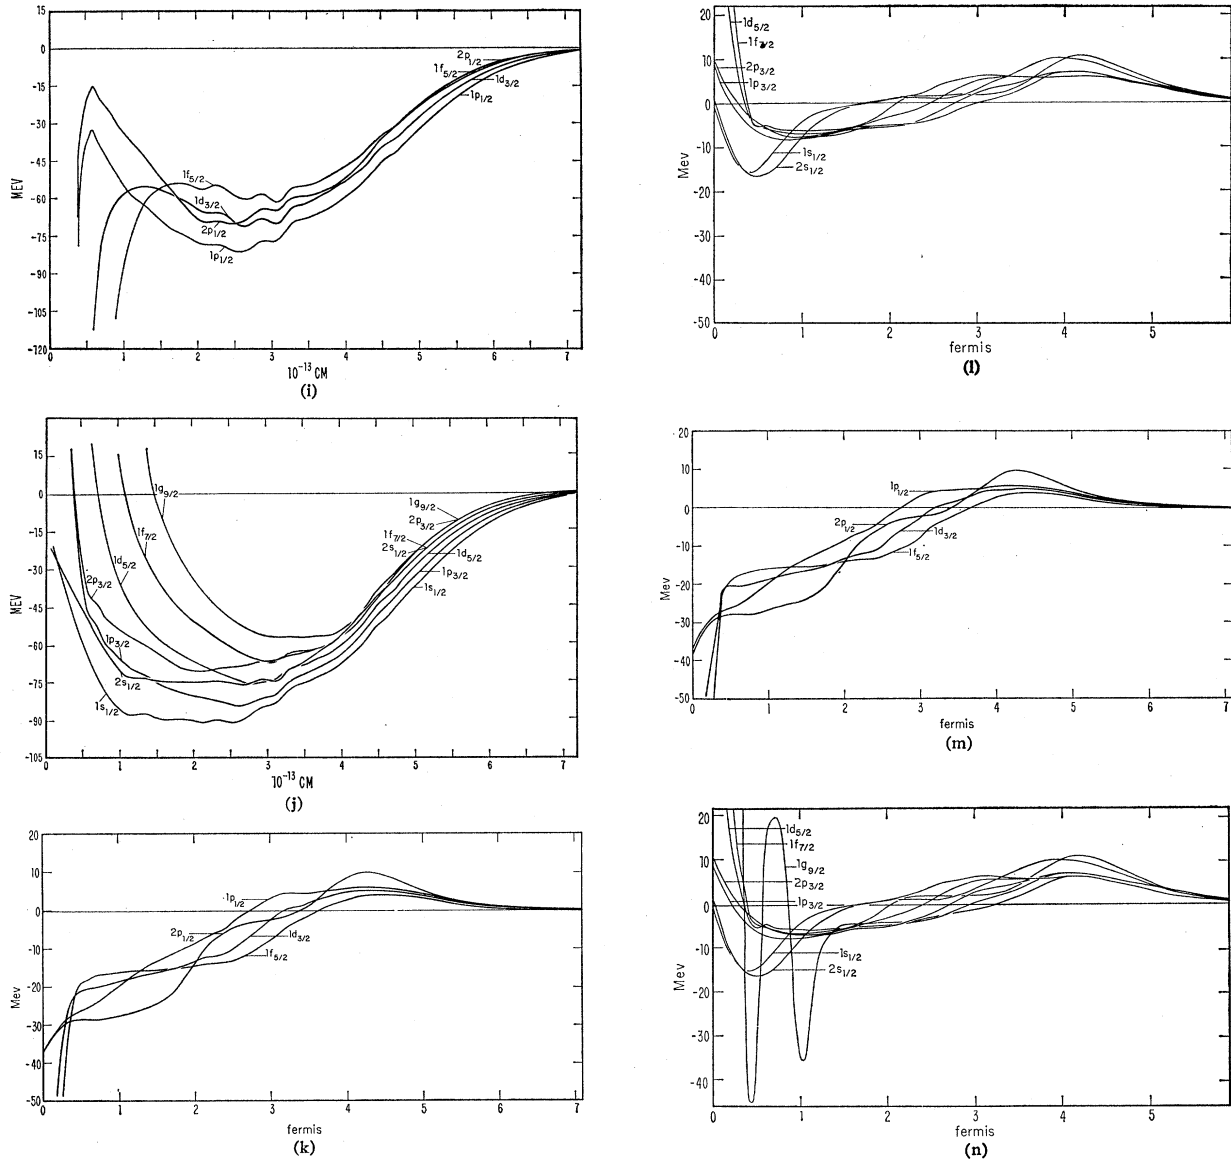 15
0
-15
-30
-45
-60
-75
-90
-105
-120
MEV
2p1/2
1f5/2
1d3/2
1p1/2
1f5/2
1d3/2
2p1/2
1p1/2
0 1 2 3 4 5 6 7
10-13 CM
(i)
15
0
-15
-30
-45
-60
-75
-90
-105
MEV
1g9/2
1f7/2
1d5/2
2p3/2
1p3/2
2s1/2
1s1/2
1g9/2
2p3/2
1f7/2
2s1/2
1d5/2
1p3/2
1s1/2
0 1 2 3 4 5 6 7
10-13 CM
(j)
20
10
0
-10
-20
-30
-40
-50
Mev
1p1/2
2p1/2
1d3/2
1f5/2
0 1 2 3 4 5 6 7
fermis
(k)
20
10
0
-10
-20
-30
-40
-50
Mev
1d5/2
1f7/2
2p3/2
1p3/2
1s1/2
2s1/2
0 1 2 3 4 5
fermis
(l)
20
10
0
-10
-20
-30
-40
-50
Mev
1p1/2
2p1/2
1d3/2
1f5/2
0 1 2 3 4 5 6 7
fermis
(m)
20
10
0
-10
-20
-30
-40
Mev
1d5/2
1f7/2
1g9/2
2p3/2
1p3/2
1s1/2
2s1/2
0 1 2 3 4 5
fermis
(n)